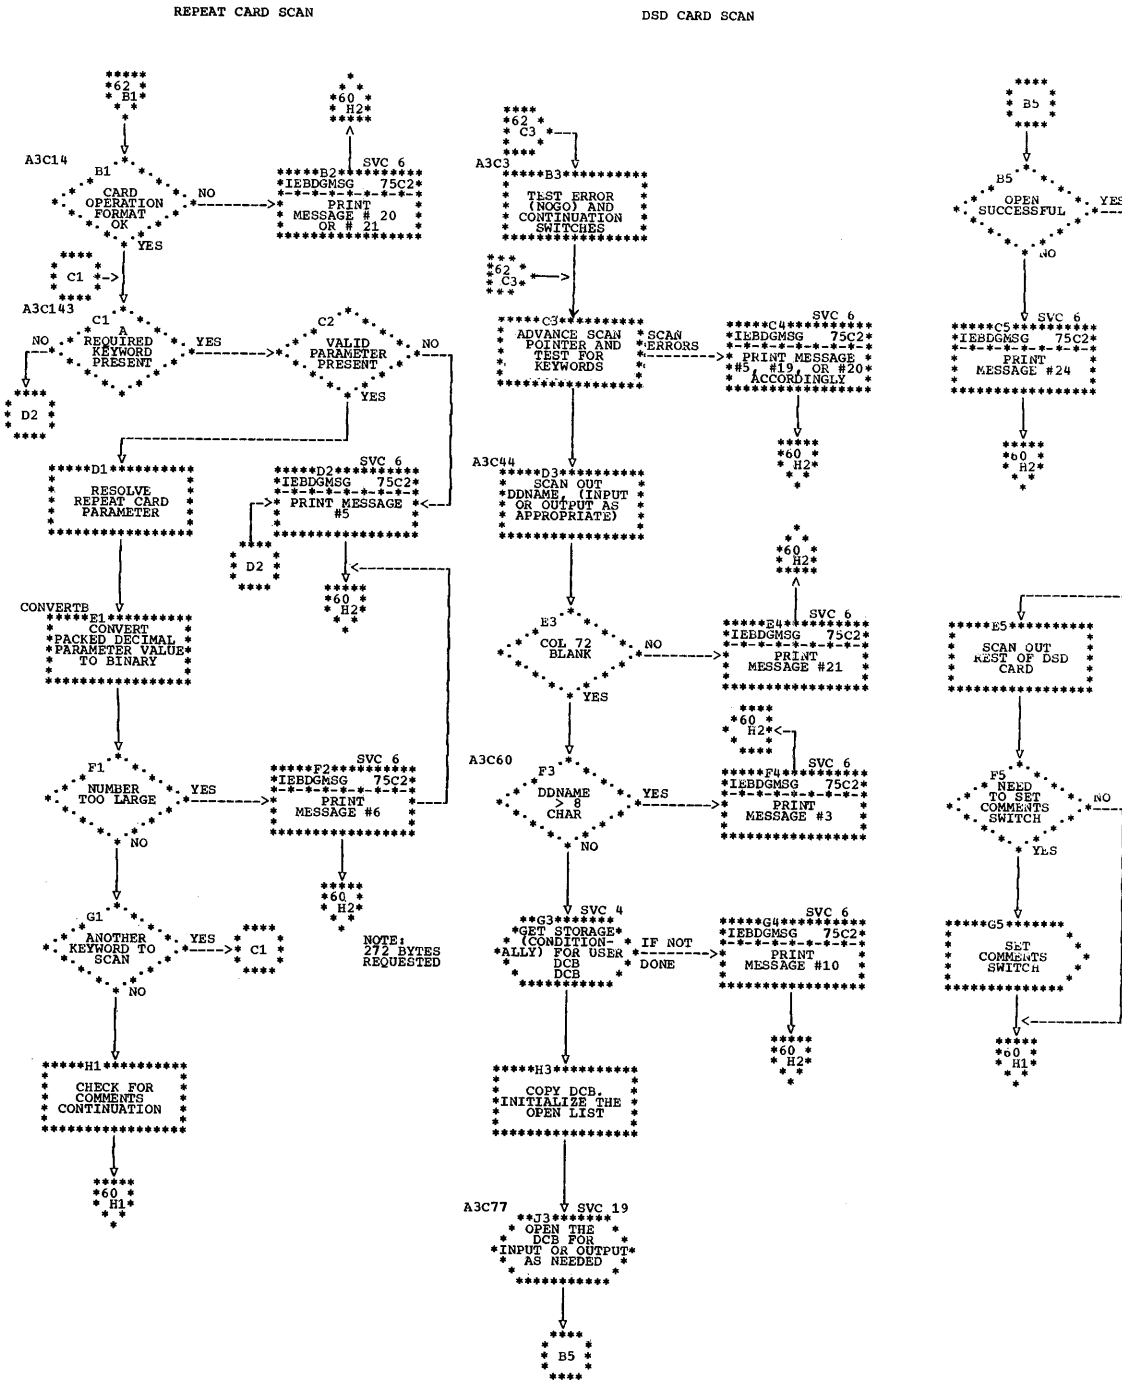 REPEAT CARD SCAN
DSD CARD SCAN
62
B1
60
H2
62
C3
B5
A3C14
B1
CARD
OPERATION
FORMAT
OK
NO
YES
SVC 6
B2
IEBDGMSG 75C2
PRINT
MESSAGE # 20
OR # 21
A3C3
B3
TEST ERROR
(NOGO) AND
CONTINUATION
SWITCHES
B5
OPEN
SUCCESSFUL
YES
NO
C1
62
C3
A3C143
C1
A
REQUIRED
KEYWORD
PRESENT
NO
YES
D2
C2
VALID
PARAMETER
PRESENT
NO
YES
C3
ADVANCE SCAN
POINTER AND
TEST FOR
KEYWORDS
SCAN
ERRORS
SVC 6
C4
IEBDGMSG 75C2
PRINT MESSAGE
#5, #19, OR #20
ACCORDINGLY
60
H2
SVC 6
C5
IEBDGMSG 75C2
PRINT
MESSAGE #24
60
H2
D1
RESOLVE
REPEAT CARD
PARAMETER
SVC 6
D2
IEBDGMSG 75C2
PRINT MESSAGE
#5
D2
60
H2
A3C44
D3
SCAN OUT
DDNAME, (INPUT
OR OUTPUT AS
APPROPRIATE)
60
H2
CONVERTB
E1
CONVERT
PACKED DECIMAL
PARAMETER VALUE
TO BINARY
E3
COL 72
BLANK
NO
YES
SVC 6
E4
IEBDGMSG 75C2
PRINT
MESSAGE #21
E5
SCAN OUT
REST OF DSD
CARD
60
H2
F1
NUMBER
TOO LARGE
YES
NO
SVC 6
F2
IEBDGMSG 75C2
PRINT
MESSAGE #6
60
H2
A3C60
F3
DDNAME
> 8
CHAR
YES
NO
SVC 6
F4
IEBDGMSG 75C2
PRINT
MESSAGE #3
F5
NEED
TO SET
COMMENTS
SWITCH
NO
YES
G1
ANOTHER
KEYWORD TO
SCAN
YES
NO
C1
NOTE:
272 BYTES
REQUESTED
SVC 4
G3
GET STORAGE
(CONDITION-
ALLY) FOR USER
DCB
DCB
IF NOT
DONE
SVC 6
G4
IEBDGMSG 75C2
PRINT
MESSAGE #10
60
H2
G5
SET
COMMENTS
SWITCH
60
H1
H1
CHECK FOR
COMMENTS
CONTINUATION
60
H1
H3
COPY DCB.
INITIALIZE THE
OPEN LIST
A3C77
SVC 19
J3
OPEN THE
DCB FOR
INPUT OR OUTPUT
AS NEEDED
B5